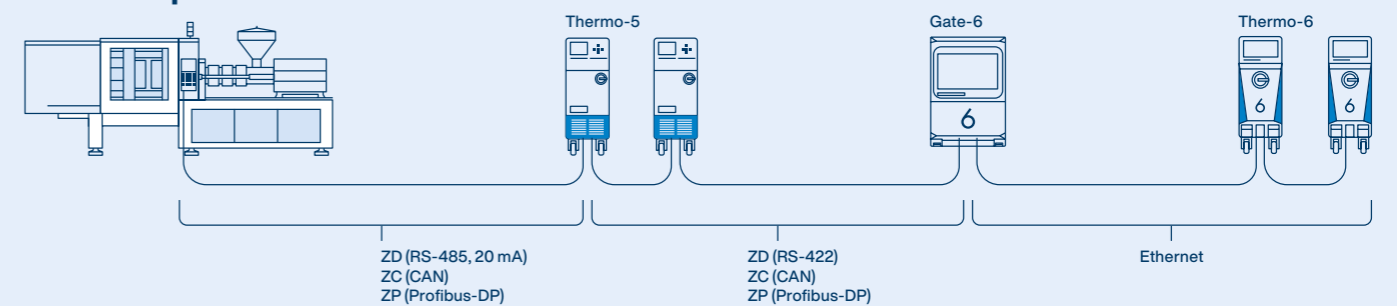 Thermo-5
Gate-6
Thermo-6
6
6
6
ZD (RS-485, 20 mA)
ZC (CAN)
ZP (Profibus-DP)
ZD (RS-422)
ZC (CAN)
ZP (Profibus-DP)
Ethernet